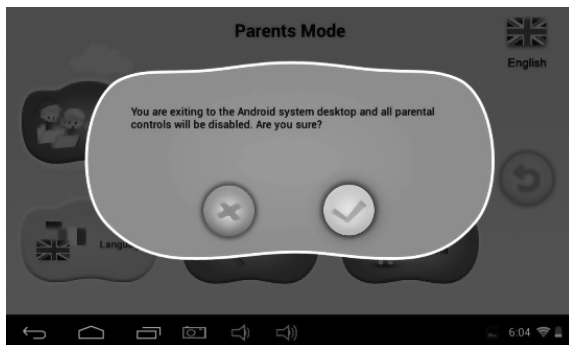 Parents Mode
English
You are exiting to the Android system desktop and all parental
controls will be disabled. Are you sure?
6:04